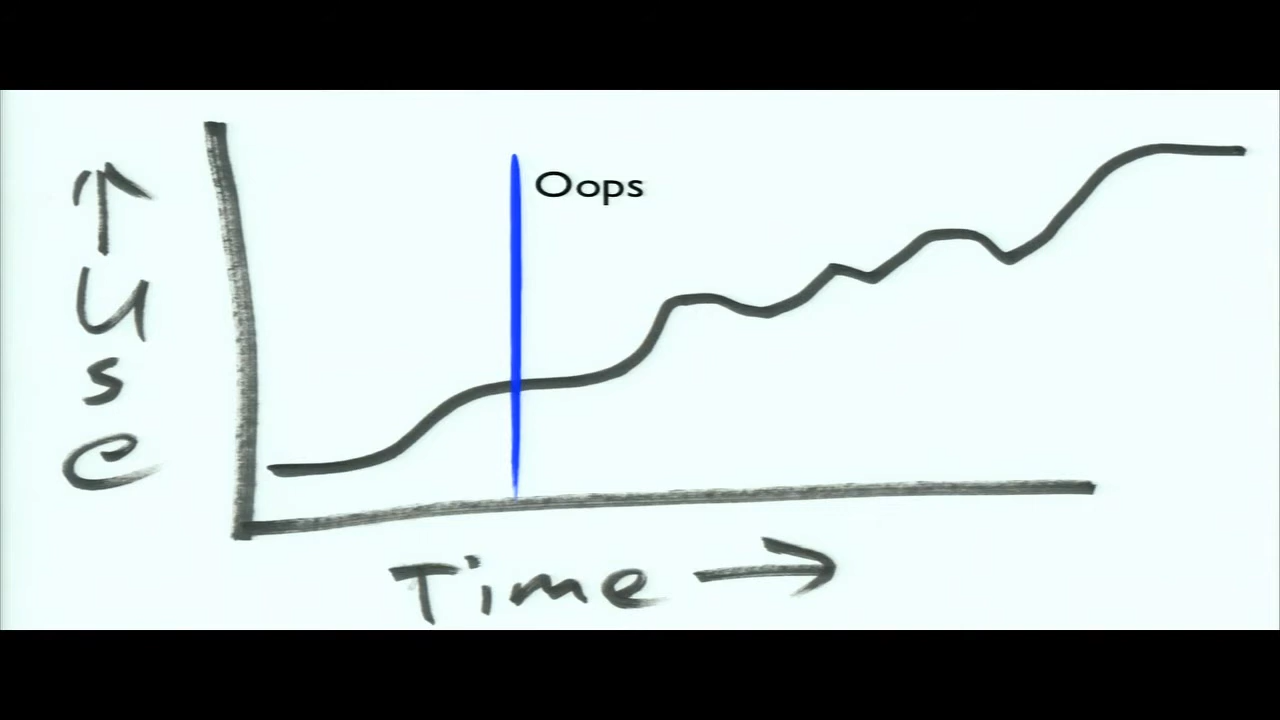 Oops
↑ Use
Time →